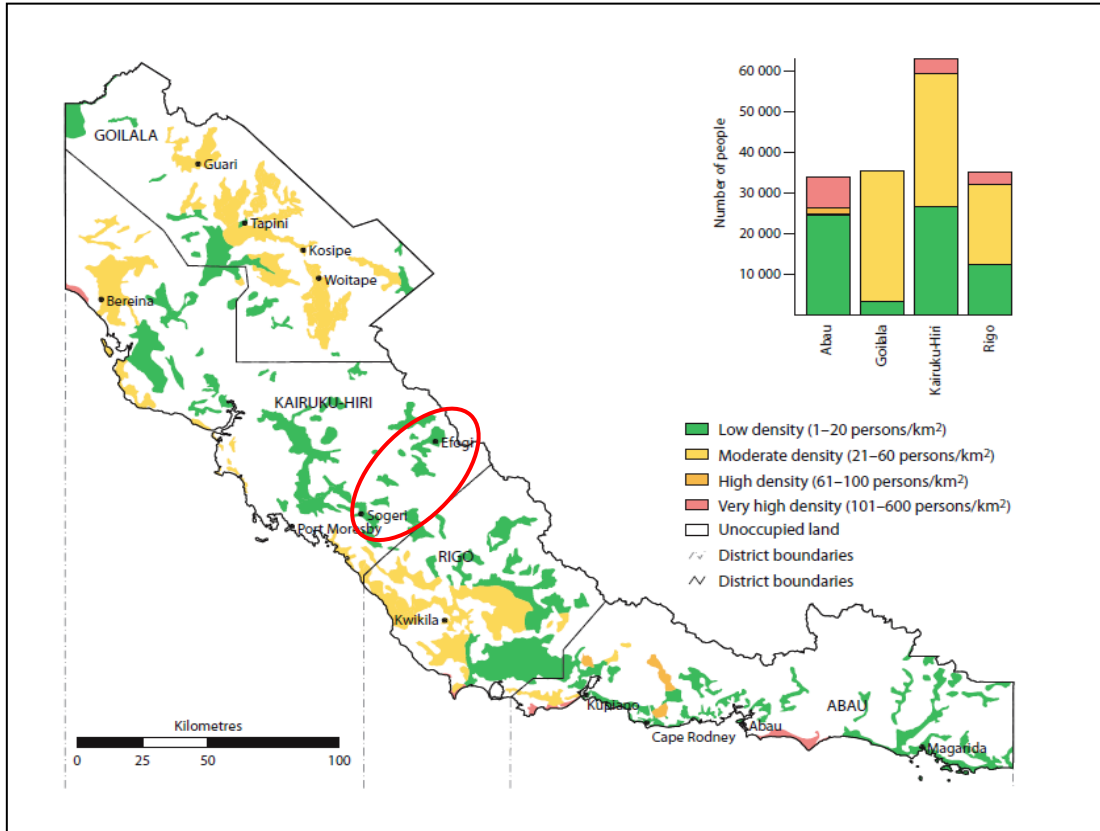 60 000
50 000
40 000
30 000
20 000
10 000
Number of people
Abau
Goilala
Kairuku-Hiri
Rigo
GOILALA
Guari
Tapini
Kosipe
Woitape
Bereina
KAIRUKU-HIRI
Efogi
Sogeri
Port Moresby
RIGO
Kwikila
Kupiano
Cape Rodney
Abau
ABAU
Magarida
Low density (1–20 persons/km²)
Moderate density (21–60 persons/km²)
High density (61–100 persons/km²)
Very high density (101–600 persons/km²)
Unoccupied land
District boundaries
District boundaries
Kilometres
0 25 50 100